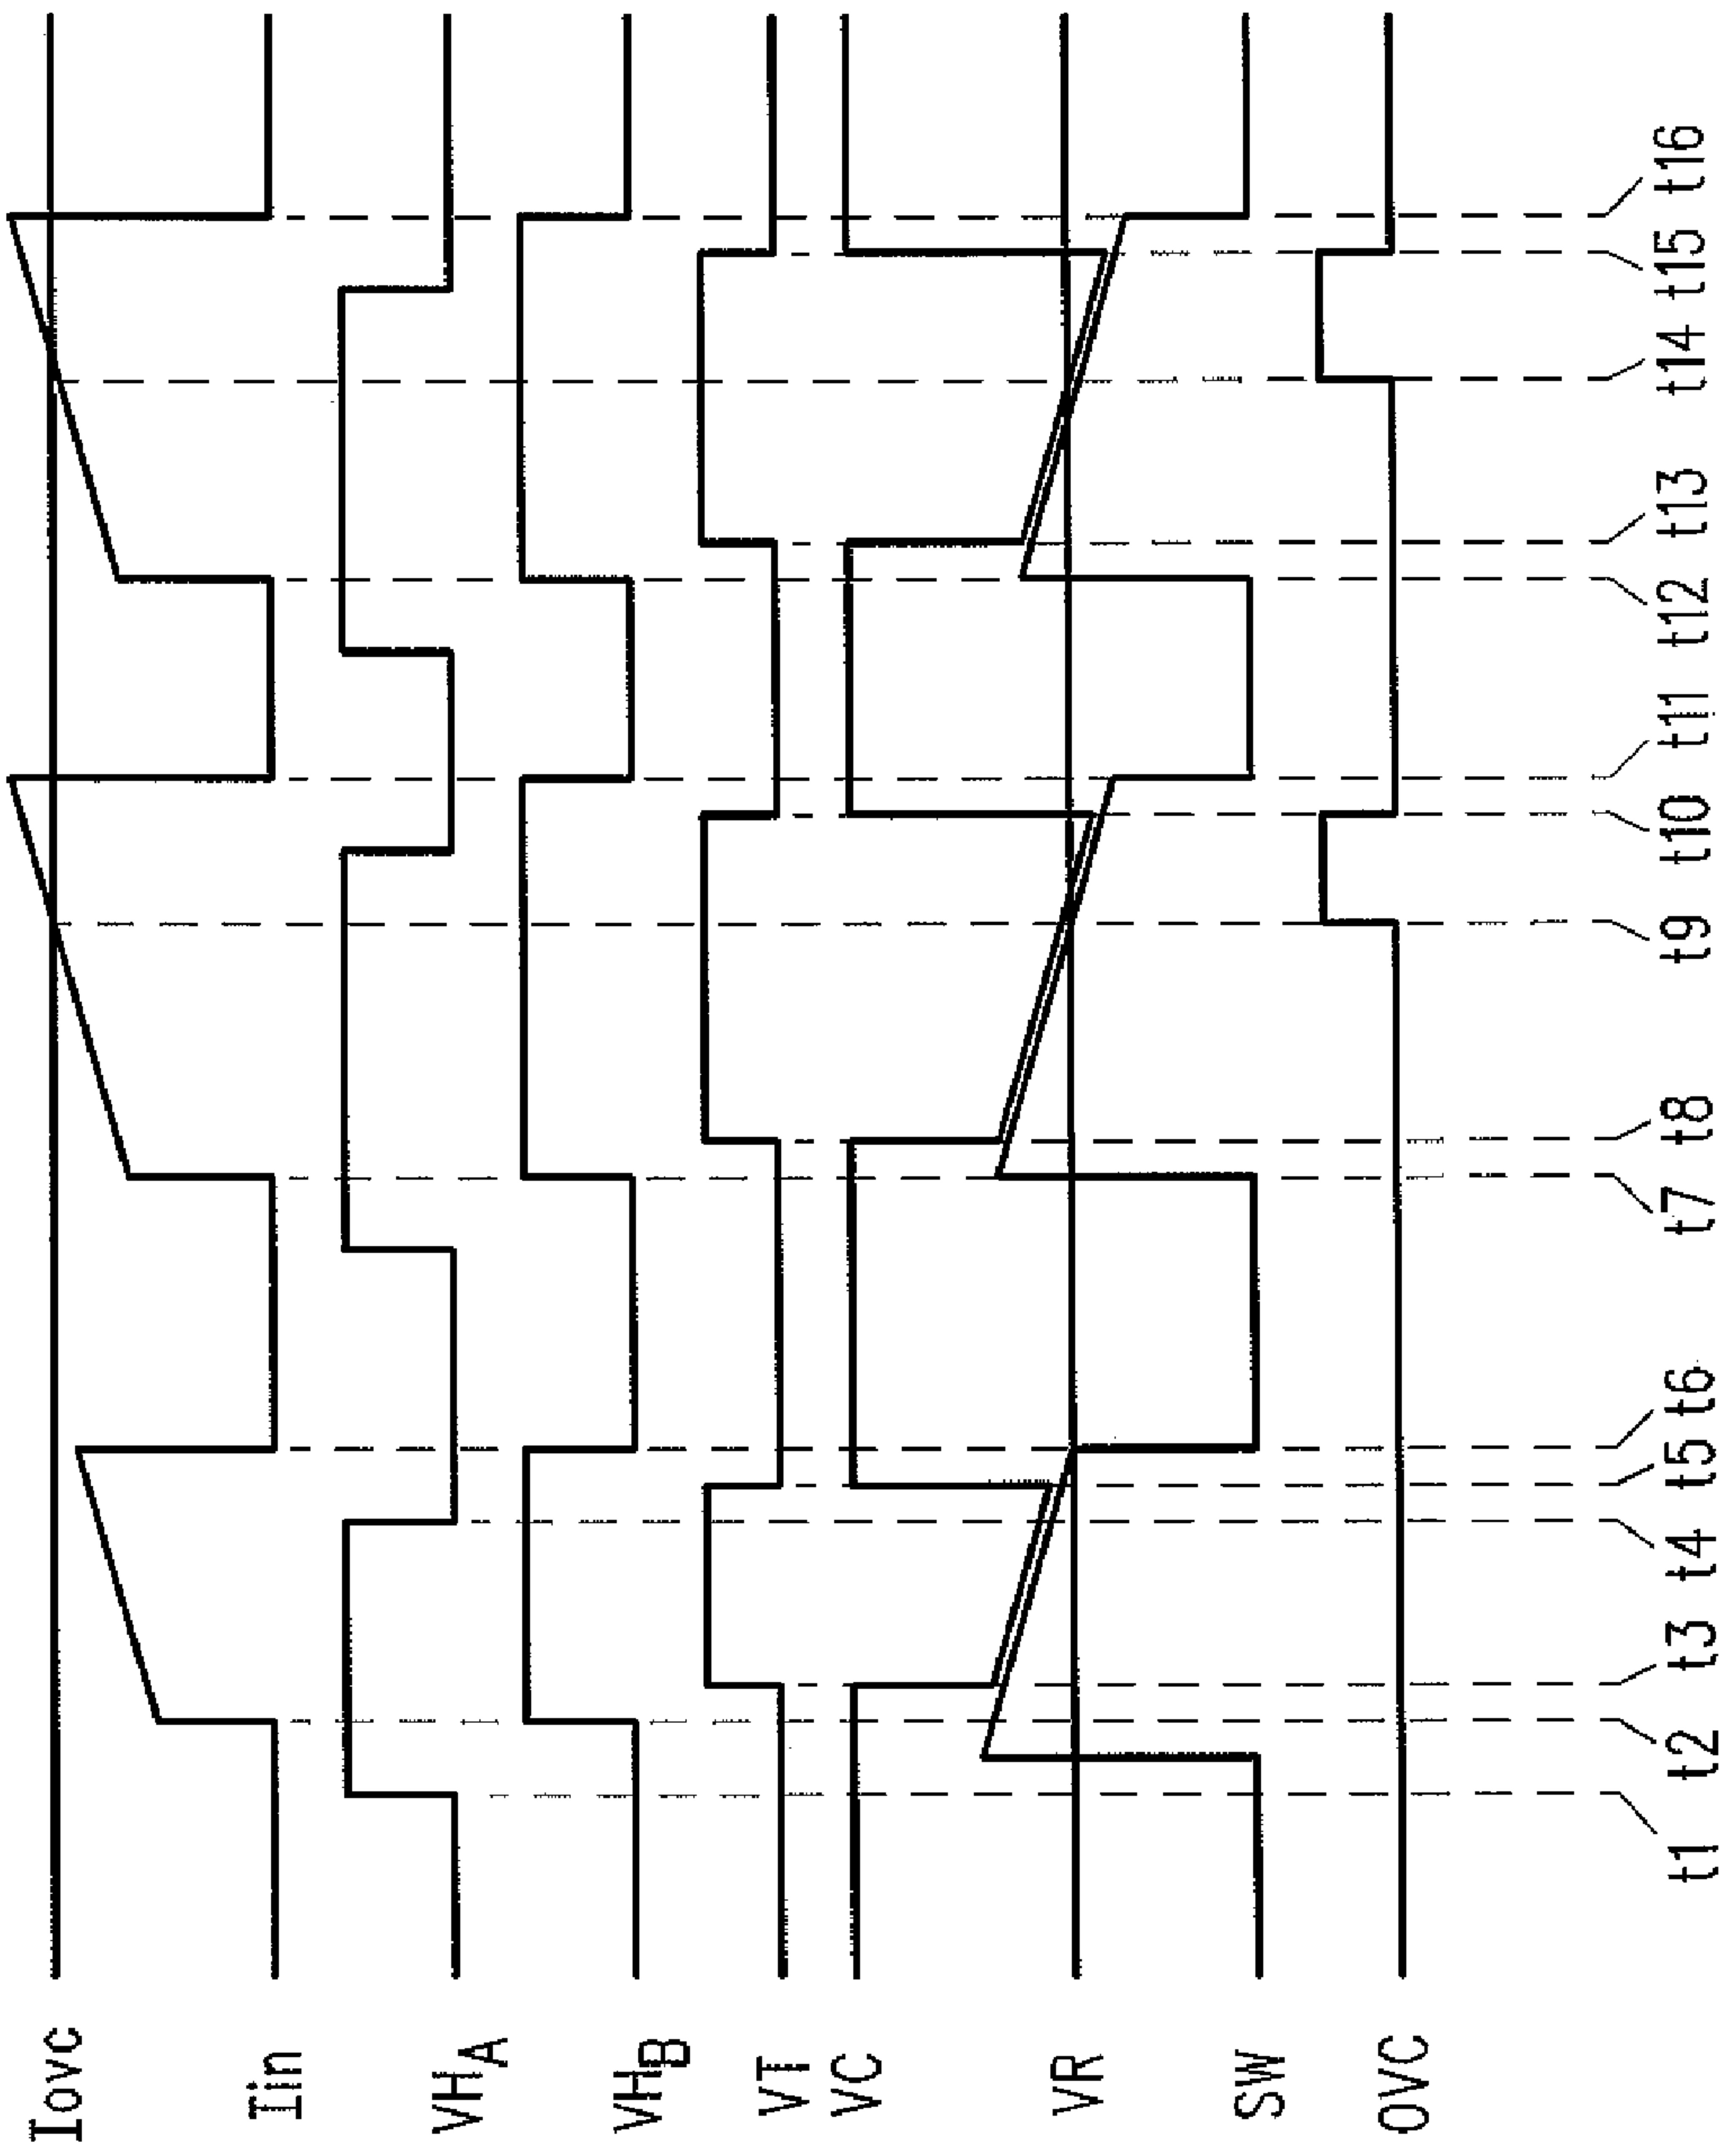 Iovc
Iin
VHA
VHB
VT
VC
VR
SW
OVC
t1 t2 t3 t4 t5 t6 t7 t8 t9 t10 t11 t12 t13 t14 t15 t16